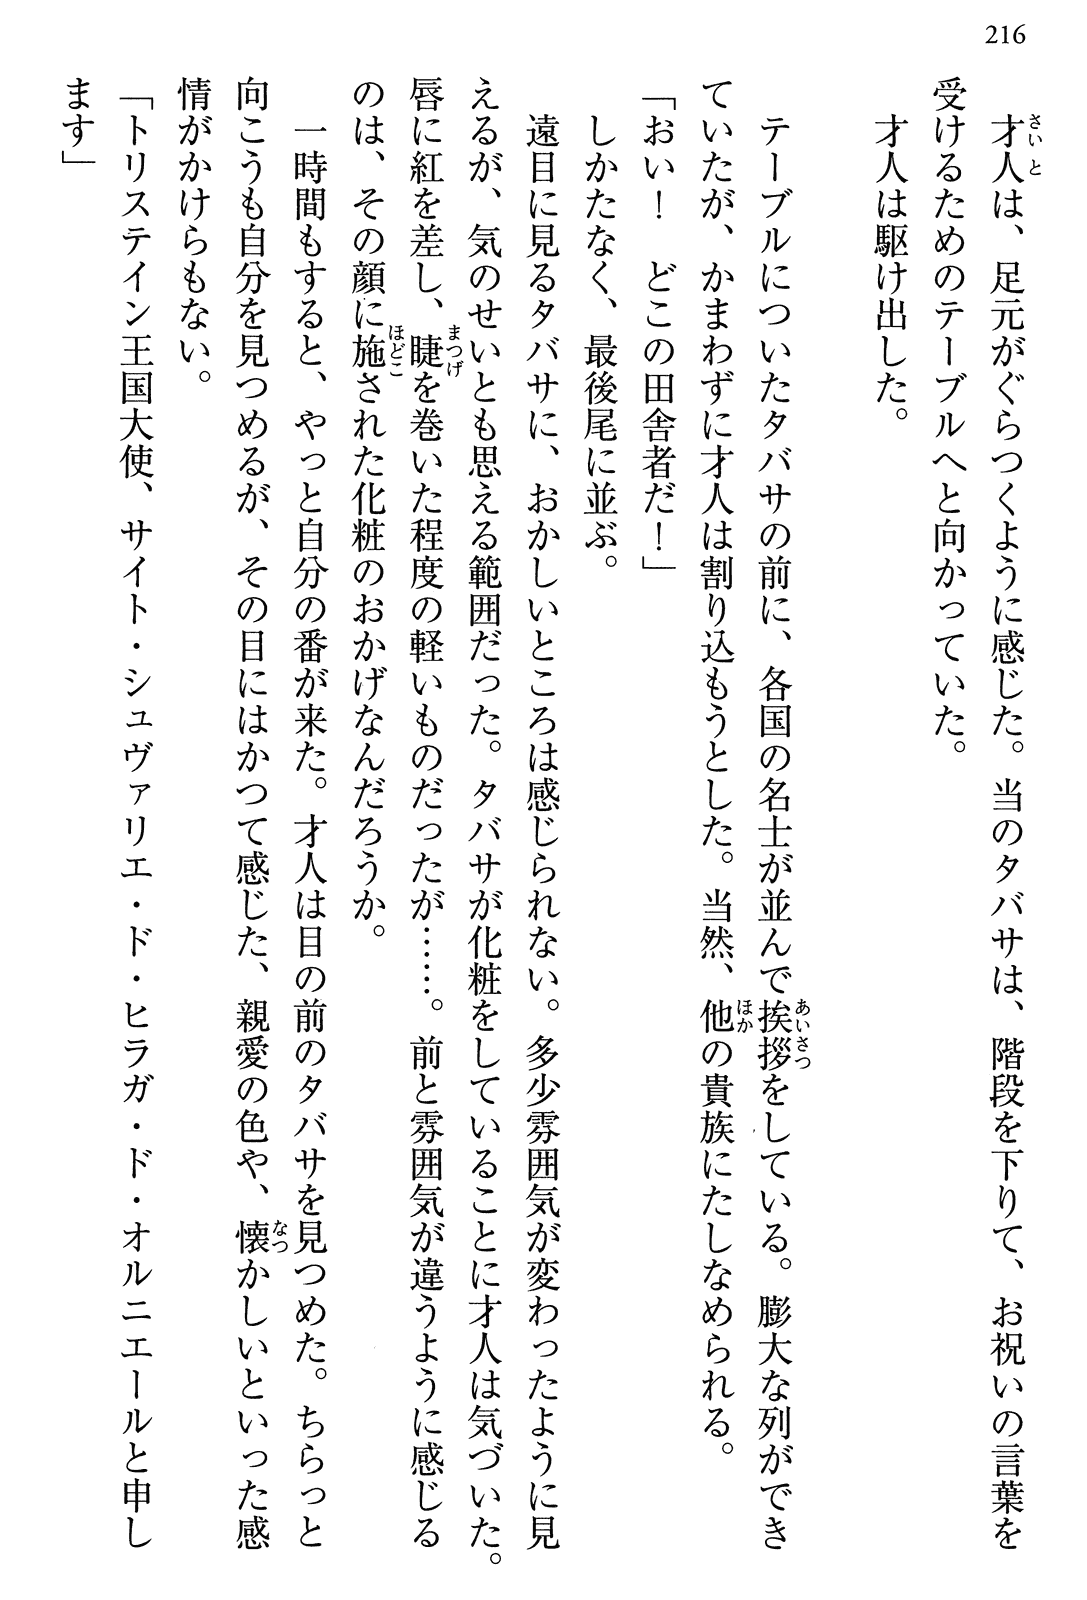 216
才人は、足元がぐらつくように感じた。当のタバサは、階段を下りて、お祝いの言葉を
受けるためのテーブルへと向かっていた。
才人は駆け出した。
テーブルについたタバサの前に、各国の名士が並んで挨拶をしている。膨大な列ができ
ていたが、かまわずに才人は割り込もうとした。当然、他の貴族にたしなめられる。
「おい！　どこの田舎者だ！」
しかたなく、最後尾に並ぶ。
遠目に見るタバサに、おかしいところは感じられない。多少雰囲気が変わったように見
えるが、気のせいとも思える範囲だった。タバサが化粧をしていることに才人は気づいた。
唇に紅を差し、睫を巻いた程度の軽いものだったが……。前と雰囲気が違うように感じる
のは、その顔に施された化粧のおかげなんだろうか。
一時間もすると、やっと自分の番が来た。才人は目の前のタバサを見つめた。ちらっと
向こうも自分を見つめるが、その目にはかつて感じた、親愛の色や、懐かしいといった感
情がかけらもない。
「トリステイン王国大使、サイト・シュヴァリエ・ド・ヒラガ・ド・オルニエールと申し
ます」